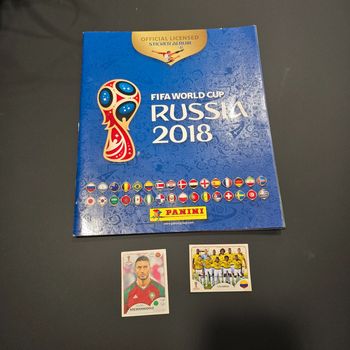 OFFICIAL LICENSED
STICKER ALBUM
FIFA WORLD CUP
RUSSIA
2018
PANINI